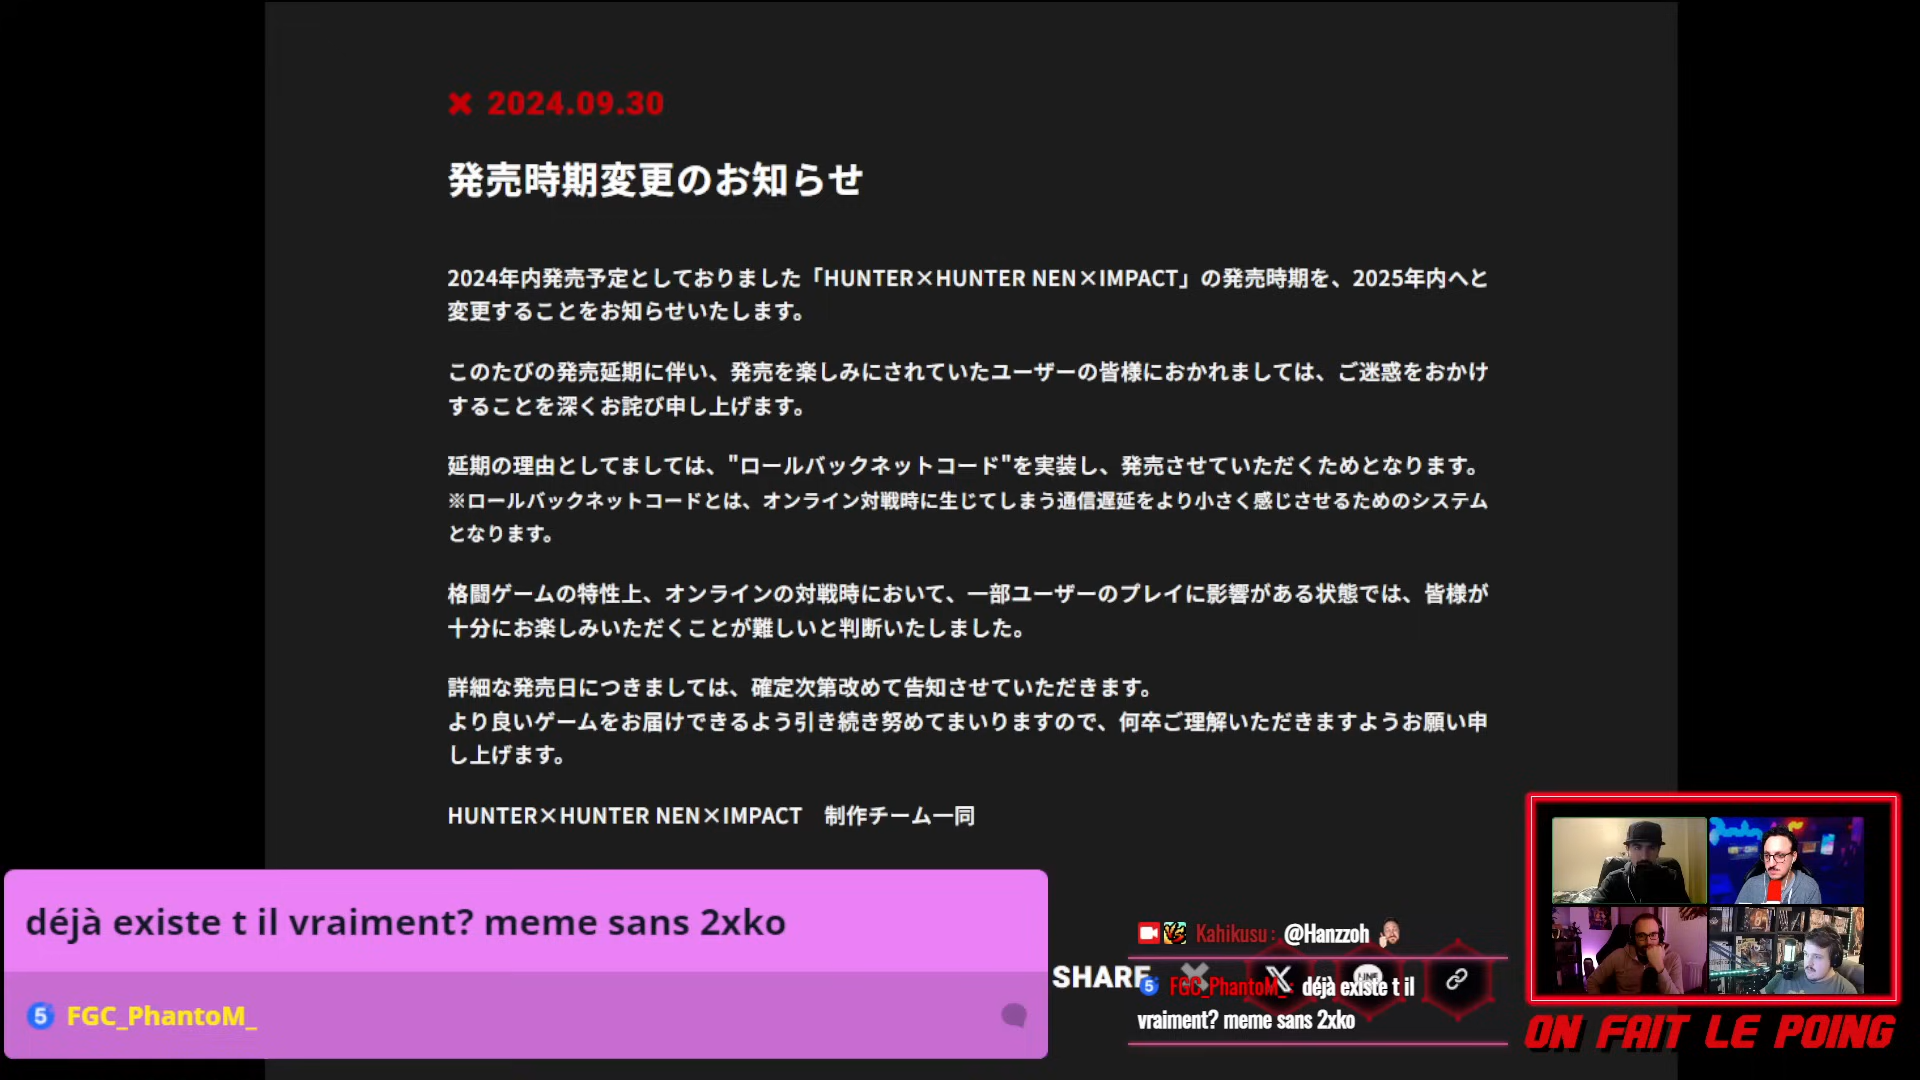 2024.09.30
発売時期変更のお知らせ
2024年内発売予定としておりました「HUNTER×HUNTER NEN×IMPACT」の発売時期を、2025年内へと
変更することをお知らせいたします。
このたびの発売延期に伴い、発売を楽しみにされていたユーザーの皆様におかれましては、ご迷惑をおかけ
することを深くお詫び申し上げます。
延期の理由としてましては、"ロールバックネットコード"を実装し、発売させていただくためとなります。
※ロールバックネットコードとは、オンライン対戦時に生じてしまう通信遅延をより小さく感じさせるためのシステム
となります。
格闘ゲームの特性上、オンラインの対戦時において、一部ユーザーのプレイに影響がある状態では、皆様が
十分にお楽しみいただくことが難しいと判断いたしました。
詳細な発売日につきましては、確定次第改めて告知させていただきます。
より良いゲームをお届けできるよう引き続き努めてまいりますので、何卒ご理解いただきますようお願い申
し上げます。
HUNTER×HUNTER NEN×IMPACT 制作チーム一同
déjà existe t il vraiment? meme sans 2xko
5 FGC_PhantoM_
Kahikusu : @Hanzzoh
SHARE
5 FGC_PhantoM_ : déjà existe t il
vraiment? meme sans 2xko
LINE
ON FAIT LE POING